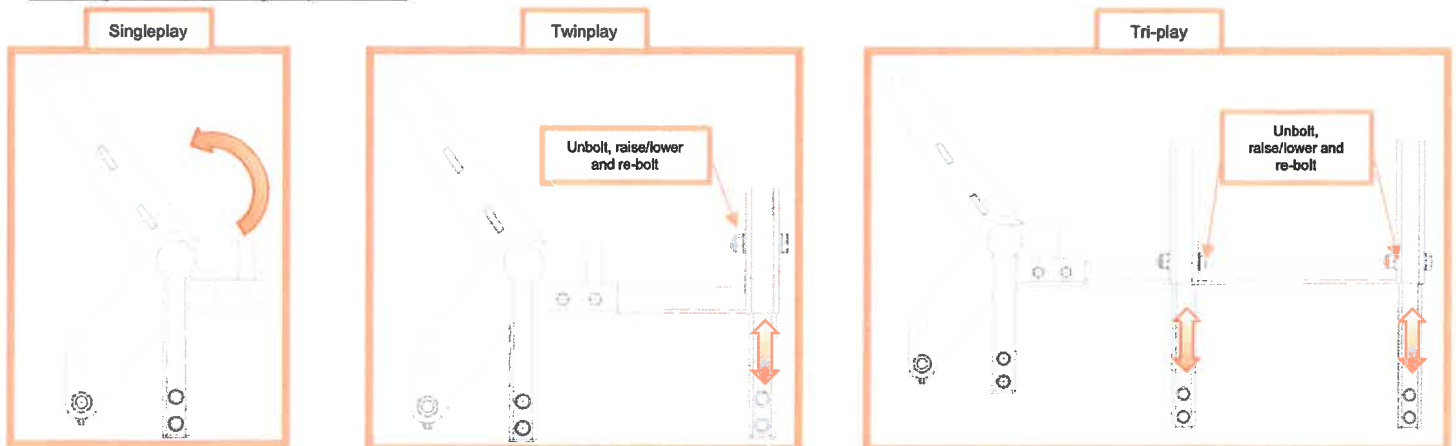 Singleplay
Twinplay
Tri-play
Unbolt, raise/lower
and re-bolt
Unbolt,
raise/lower and
re-bolt